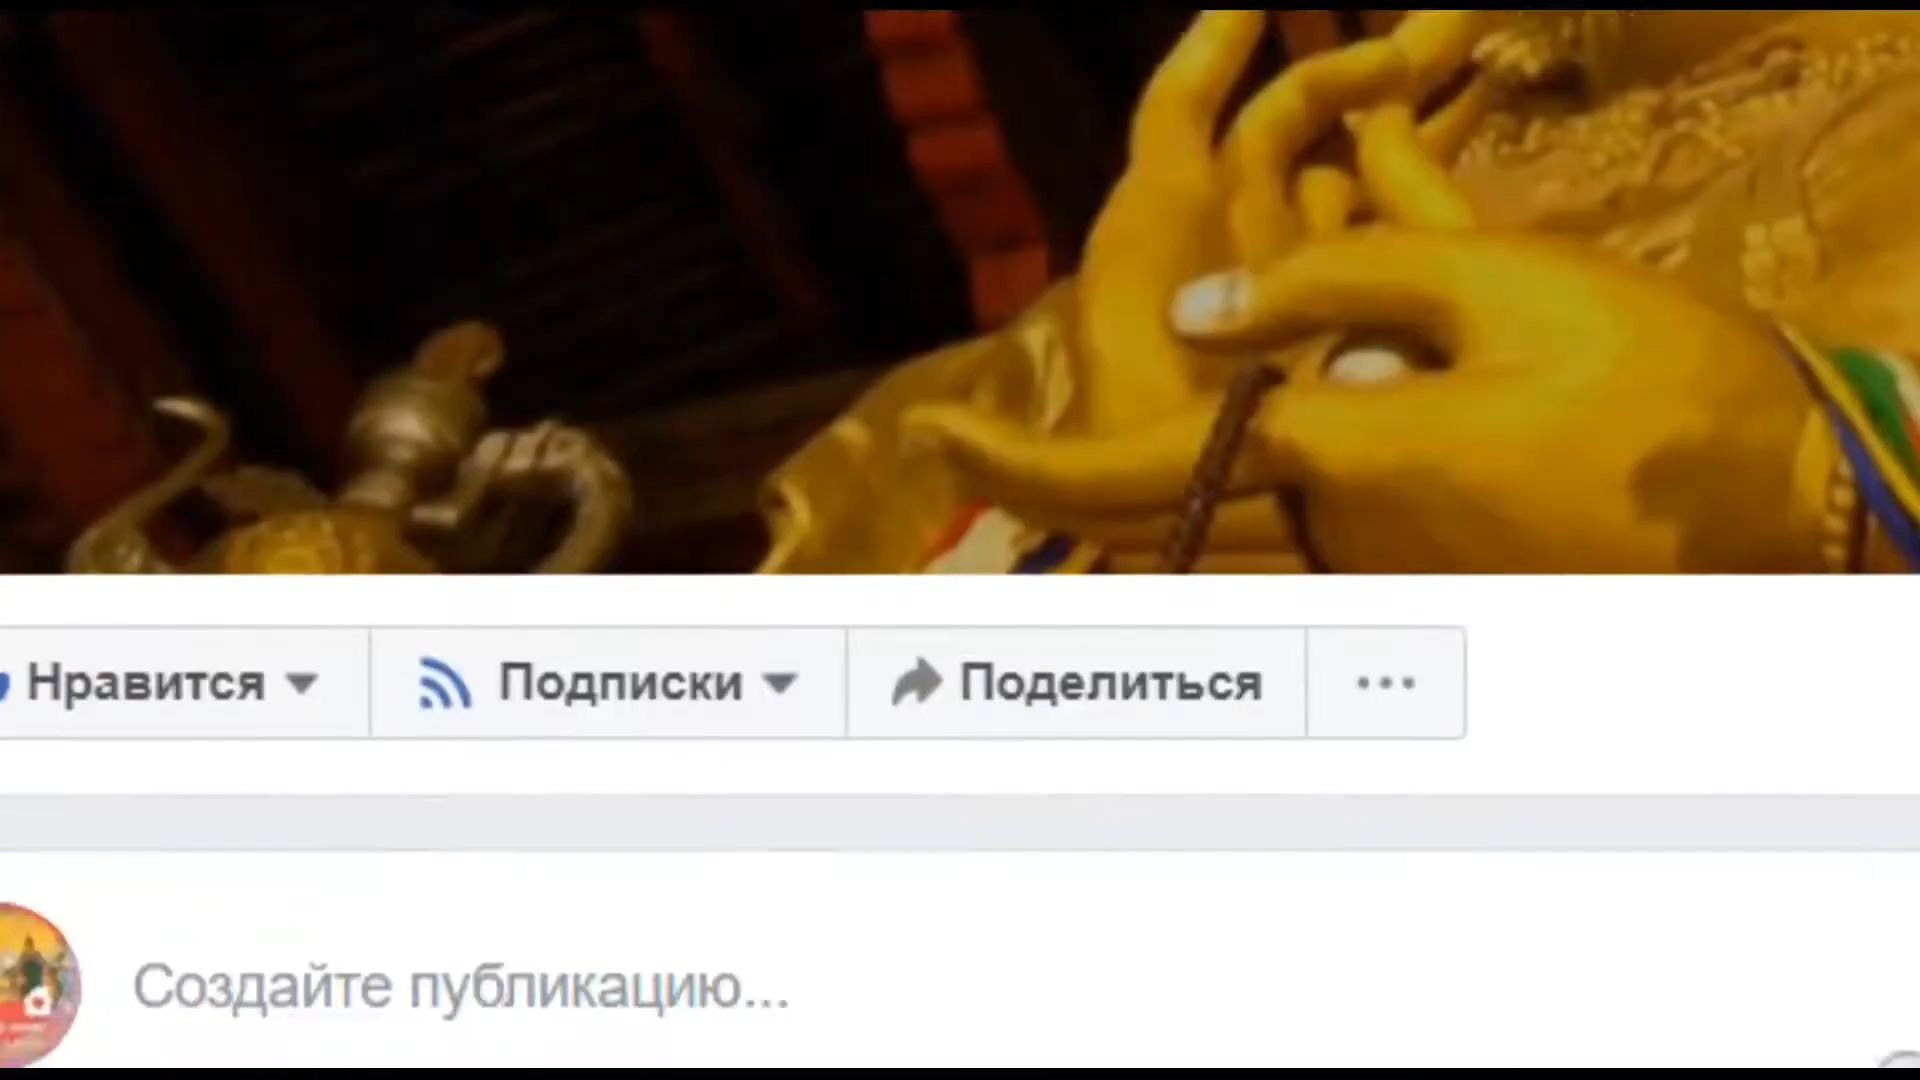 Нравится
Подписки
Поделиться
Создайте публикацию...